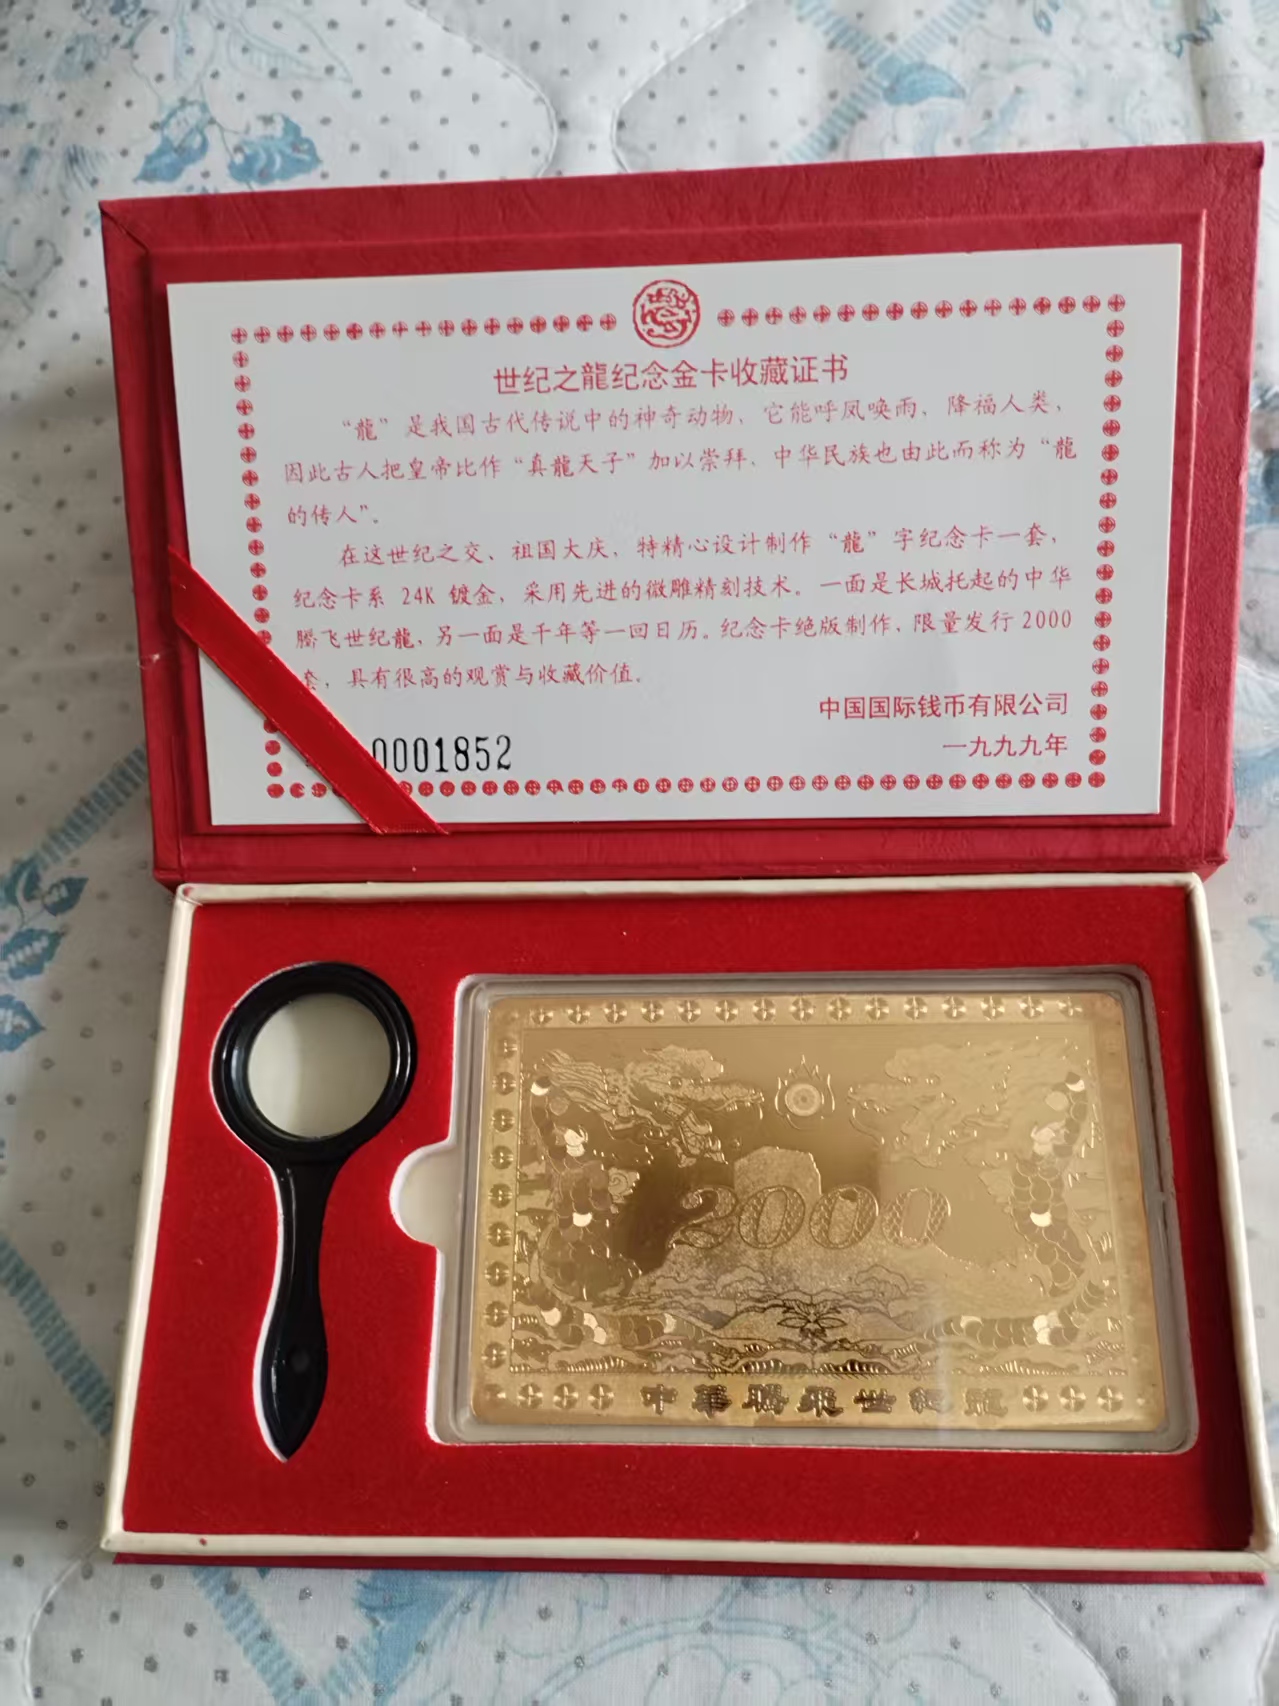 世纪之龍纪念金卡收藏证书
“龍”是我国古代传说中的神奇动物、它能呼风唤雨、降福人类，
因此古人把皇帝比作“真龍天子”加以崇拜、中华民族也由此而称为“龍
的传人”。
在这世纪之交、祖国大庆，特精心设计制作“龍”字纪念卡一套，
纪念卡系 24K 镀金，采用先进的微雕精刻技术。一面是长城托起的中华
腾飞世纪龍，另一面是千年等一回日历。纪念卡绝版制作，限量发行2000
套，具有很高的观赏与收藏价值。
中国国际钱币有限公司
一九九九年
0001852
2000
中華騰飛世紀龍